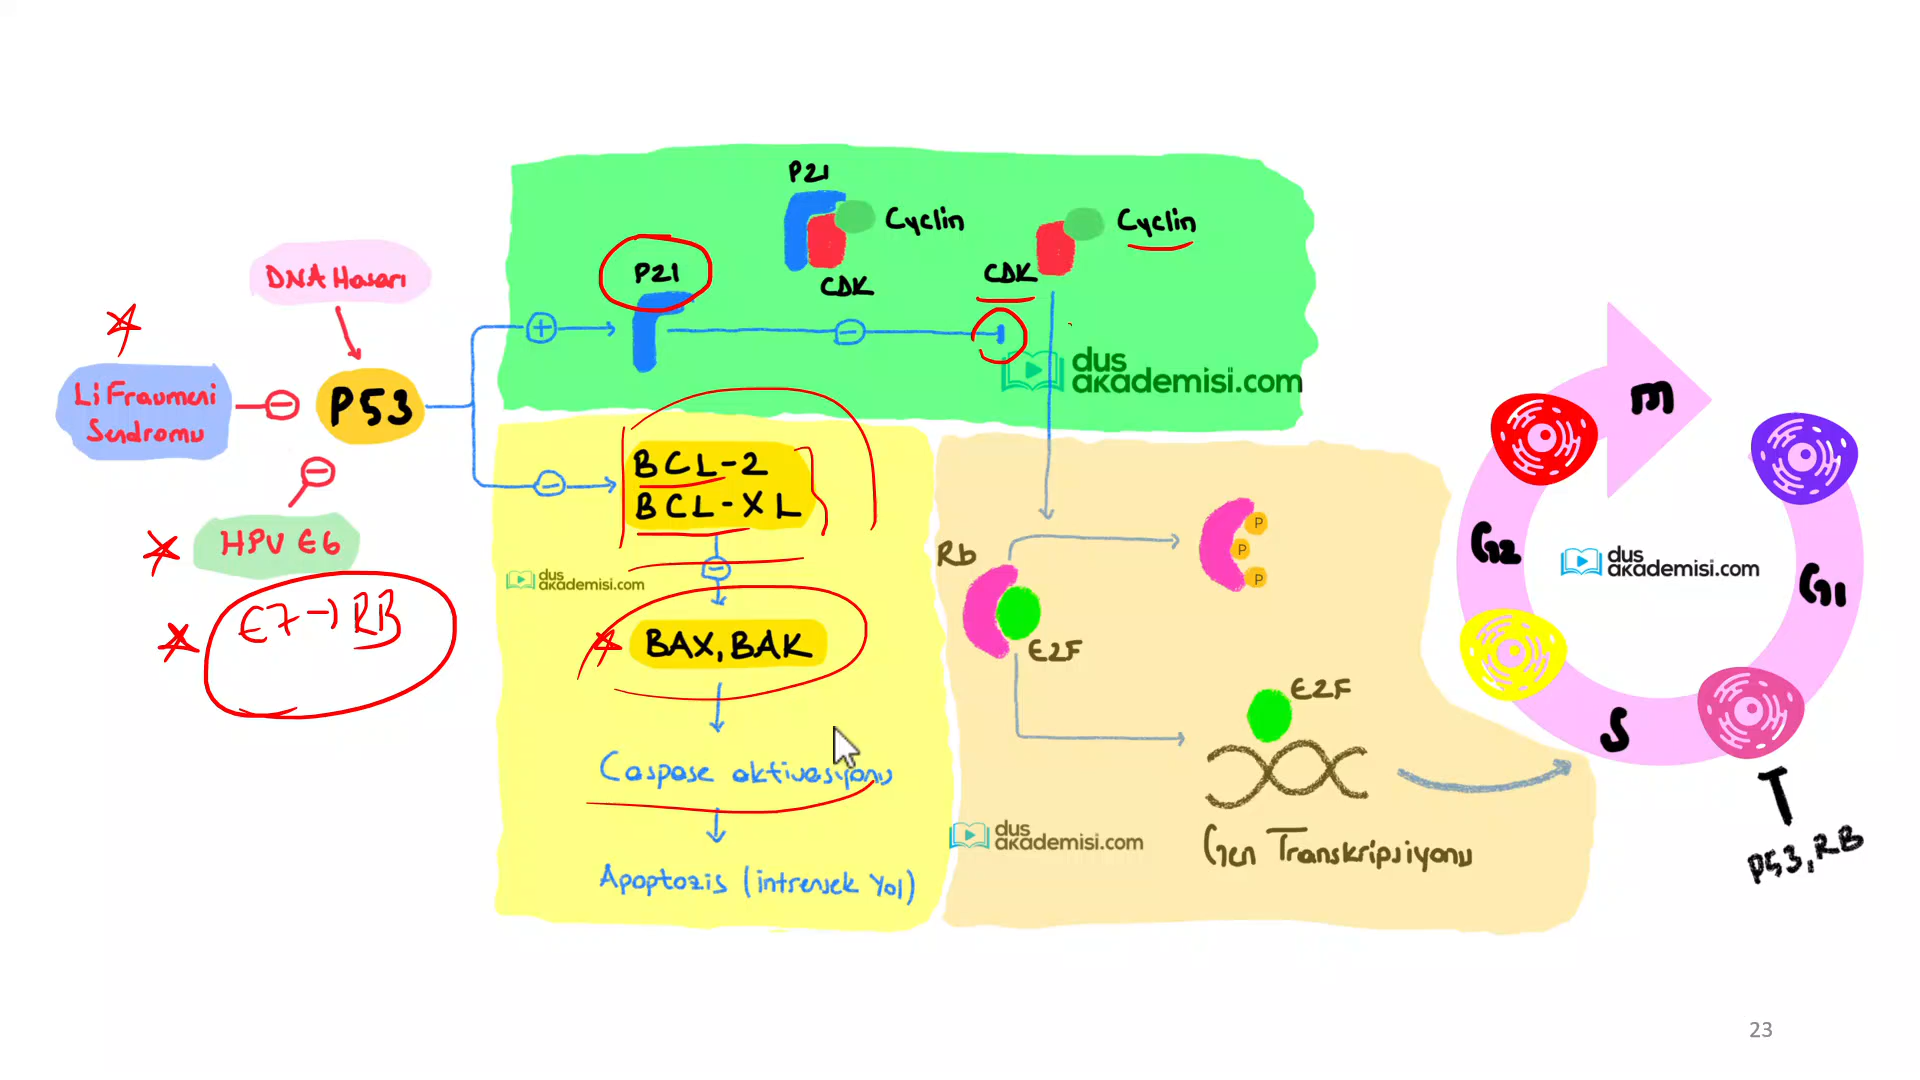 DNA Hasarı
Li Fraumeni
Sendromu
P53
HPV E6
E7→RB
P21
Cyclin
CDK
P21
CDK
Cyclin
dus
akademisi.com
BCL-2
BCL-XL
dus
akademisi.com
BAX, BAK
Caspase aktivasyonu
Apoptozis (intrensek Yol)
Rb
E2F
P
P
P
E2F
Gen Transkripsiyonu
dus
akademisi.com
M
G2
G1
S
dus
akademisi.com
P53, RB
23